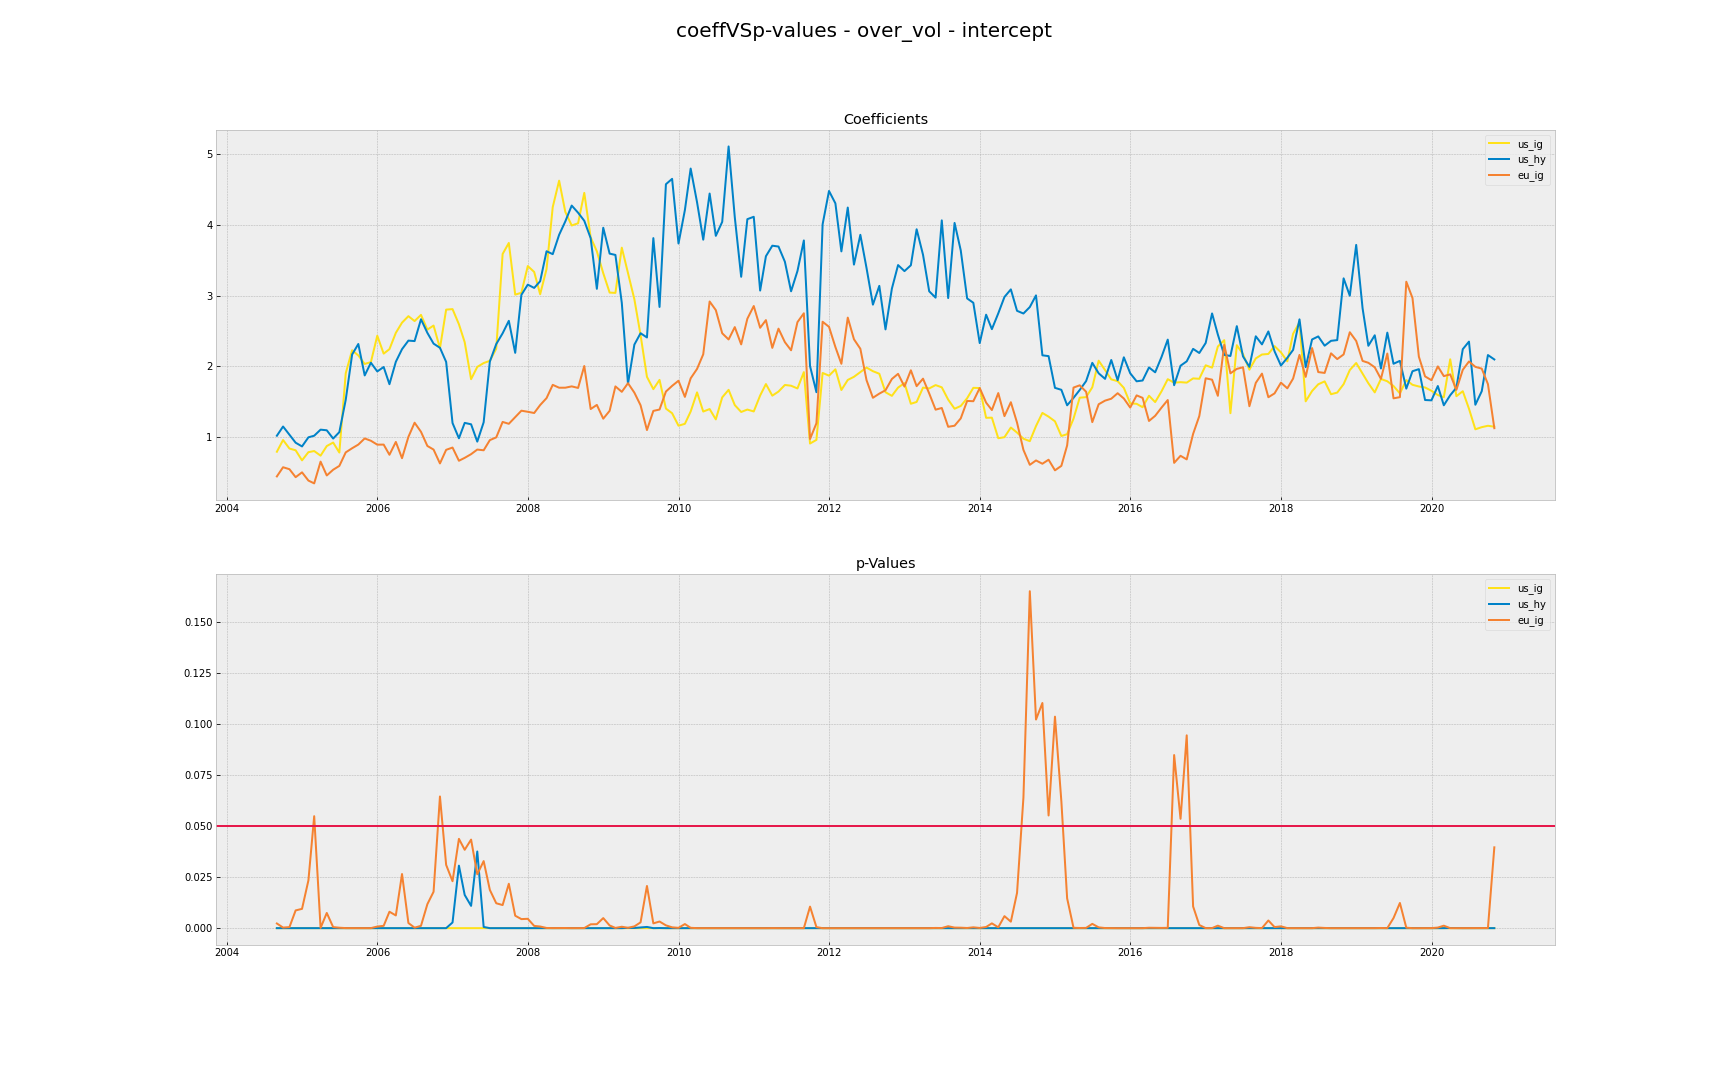 coeffVSp-values - over_vol - intercept
Coefficients
5
4
3
2
1
us_ig
us_hy
eu_ig
2004 2006 2008 2010 2012 2014 2016 2018 2020
p-Values
0.150
0.125
0.100
0.075
0.050
0.025
0.000
us_ig
us_hy
eu_ig
2004 2006 2008 2010 2012 2014 2016 2018 2020